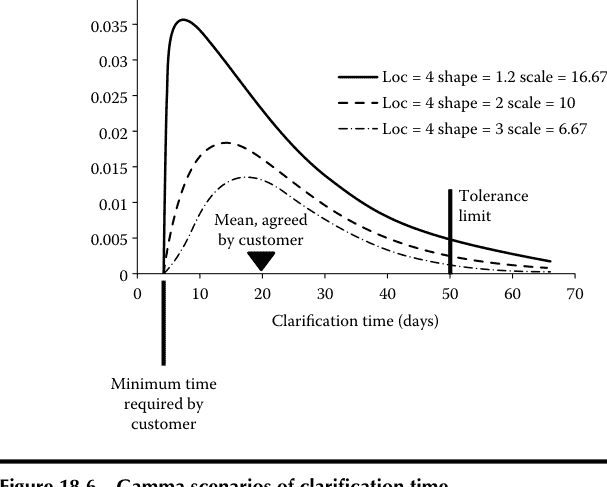 0.035
0.03
0.025
0.02
0.015
0.01
0.005
0
0 10 20 30 40 50 60 70
Loc = 4 shape = 1.2 scale = 16.67
Loc = 4 shape = 2 scale = 10
Loc = 4 shape = 3 scale = 6.67
Tolerance
limit
Mean, agreed
by customer
Clarification time (days)
Minimum time
required by
customer
Figure 18.6 Gamma scenarios of clarification time